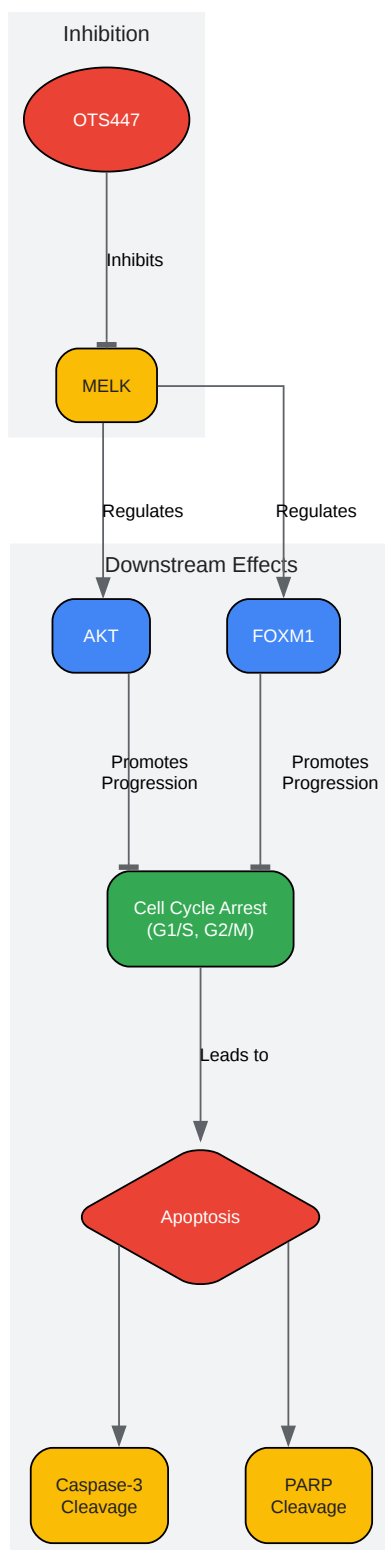 Inhibition
OTS447
Inhibits
MELK
Regulates
Regulates
Downstream Effects
AKT
FOXM1
Promotes
Progression
Promotes
Progression
Cell Cycle Arrest
(G1/S, G2/M)
Leads to
Apoptosis
Caspase-3
Cleavage
PARP
Cleavage